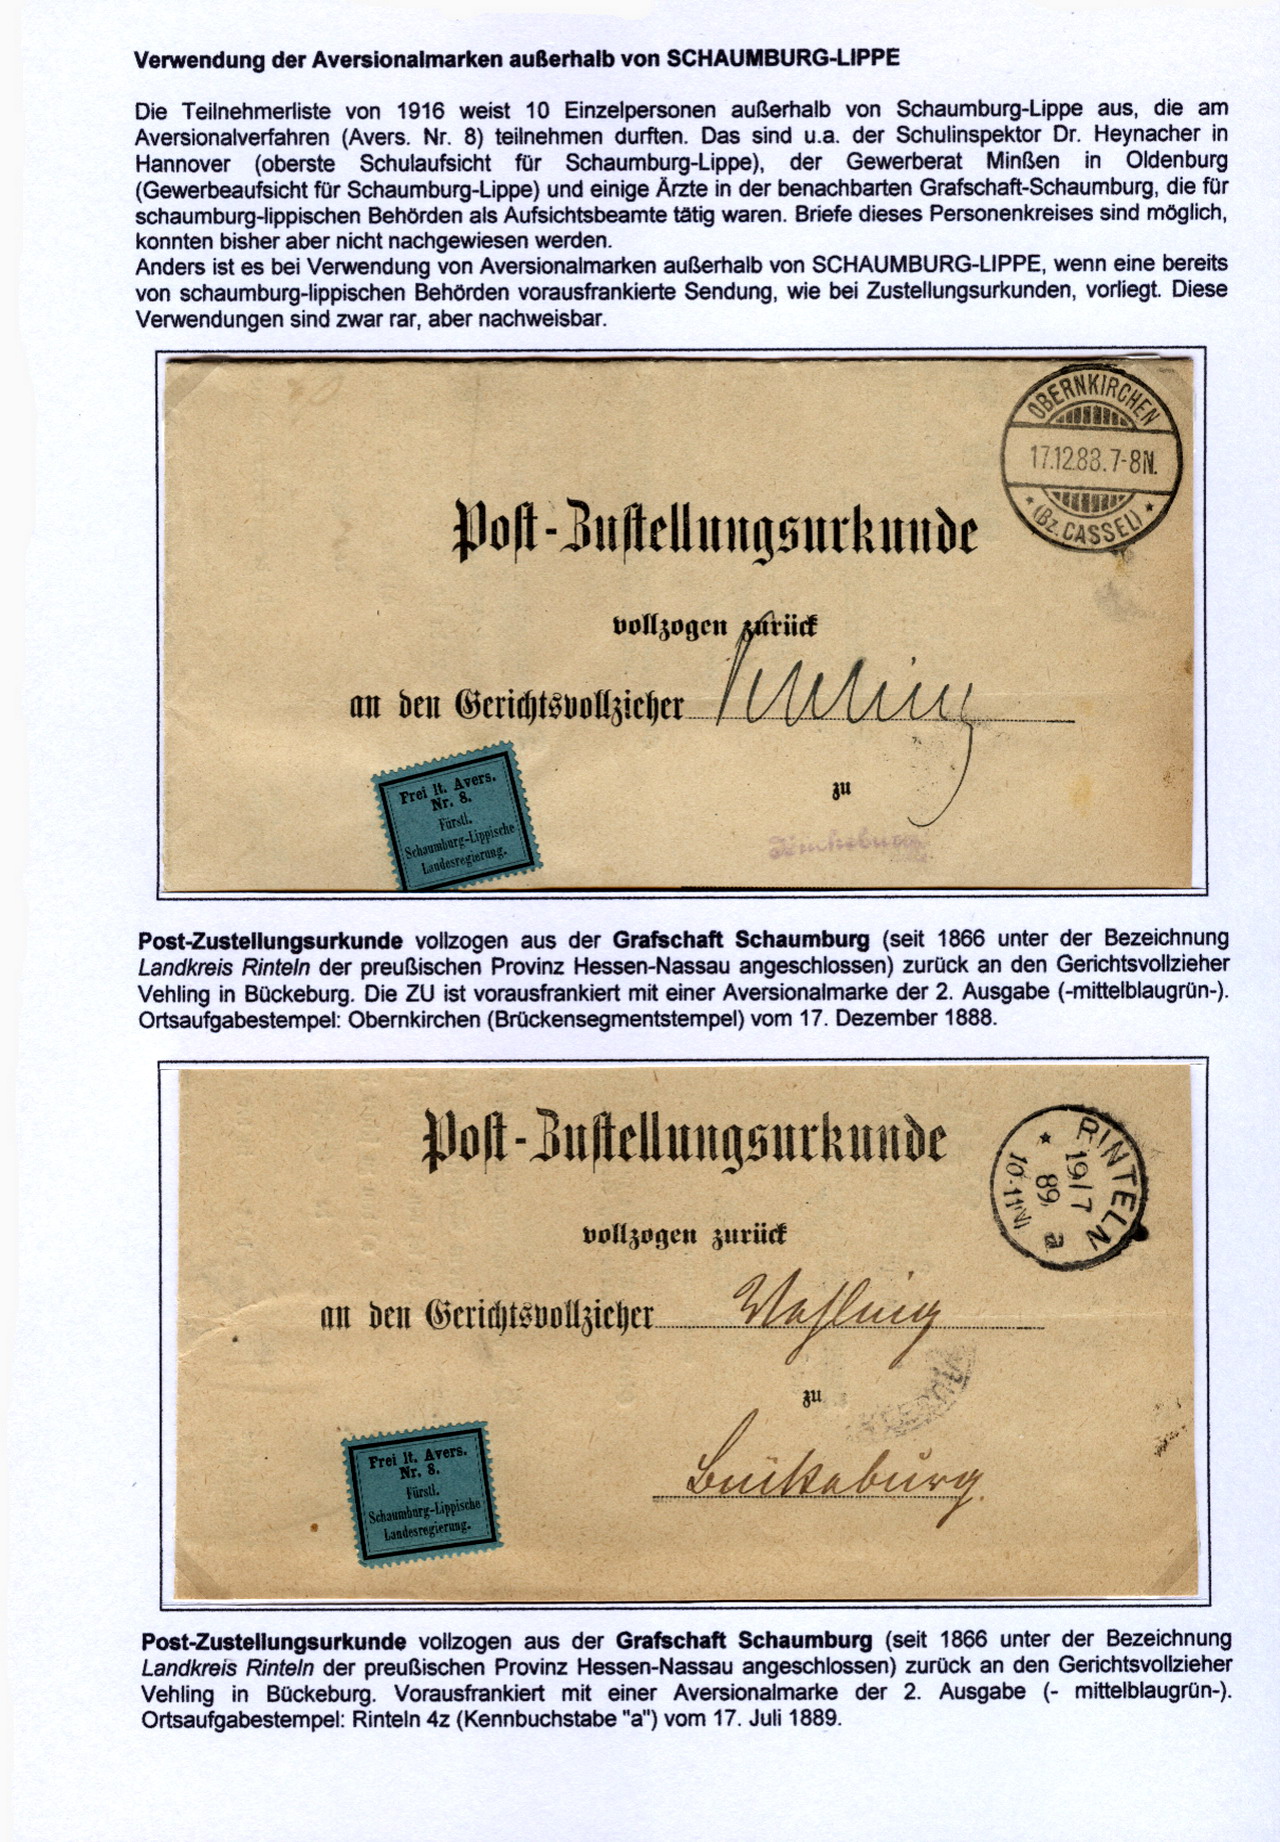 Verwendung der Aversionalmarken außerhalb von SCHAUMBURG-LIPPE
Die Teilnehmerliste von 1916 weist 10 Einzelpersonen außerhalb von Schaumburg-Lippe aus, die am
Aversionalverfahren (Avers. Nr. 8) teilnehmen durften. Das sind u.a. der Schulinspektor Dr. Heynacher in
Hannover (oberste Schulaufsicht für Schaumburg-Lippe), der Gewerberat Minßen in Oldenburg
(Gewerbeaufsicht für Schaumburg-Lippe) und einige Ärzte in der benachbarten Grafschaft-Schaumburg, die für
schaumburg-lippischen Behörden als Aufsichtsbeamte tätig waren. Briefe dieses Personenkreises sind möglich,
konnten bisher aber nicht nachgewiesen werden.
Anders ist es bei Verwendung von Aversionalmarken außerhalb von SCHAUMBURG-LIPPE, wenn eine bereits
von schaumburg-lippischen Behörden vorausfrankierte Sendung, wie bei Zustellungsurkunden, vorliegt. Diese
Verwendungen sind zwar rar, aber nachweisbar.
OBERNKIRCHEN
17.12.88.7-8N.
* (Bz.CASSEL) *
Post-Zustellungsurkunde
vollzogen zurück
an den Gerichtsvollzieher Vehling
zu
Bückeburg
Frei lt. Avers.
Nr. 8.
Fürstl.
Schaumburg-Lippische
Landesregierung.
Post-Zustellungsurkunde vollzogen aus der Grafschaft Schaumburg (seit 1866 unter der Bezeichnung
Landkreis Rinteln der preußischen Provinz Hessen-Nassau angeschlossen) zurück an den Gerichtsvollzieher
Vehling in Bückeburg. Die ZU ist vorausfrankiert mit einer Aversionalmarke der 2. Ausgabe (-mittelblaugrün-).
Ortsaufgabestempel: Obernkirchen (Brückensegmentstempel) vom 17. Dezember 1888.
Post-Zustellungsurkunde
RINTELN
19/7
89
10-11N
a
vollzogen zurück
an den Gerichtsvollzieher Vehling
zu
Bückeburg.
Frei lt. Avers.
Nr. 8.
Fürstl.
Schaumburg-Lippische
Landesregierung.
Post-Zustellungsurkunde vollzogen aus der Grafschaft Schaumburg (seit 1866 unter der Bezeichnung
Landkreis Rinteln der preußischen Provinz Hessen-Nassau angeschlossen) zurück an den Gerichtsvollzieher
Vehling in Bückeburg. Vorausfrankiert mit einer Aversionalmarke der 2. Ausgabe (- mittelblaugrün-).
Ortsaufgabestempel: Rinteln 4z (Kennbuchstabe "a") vom 17. Juli 1889.